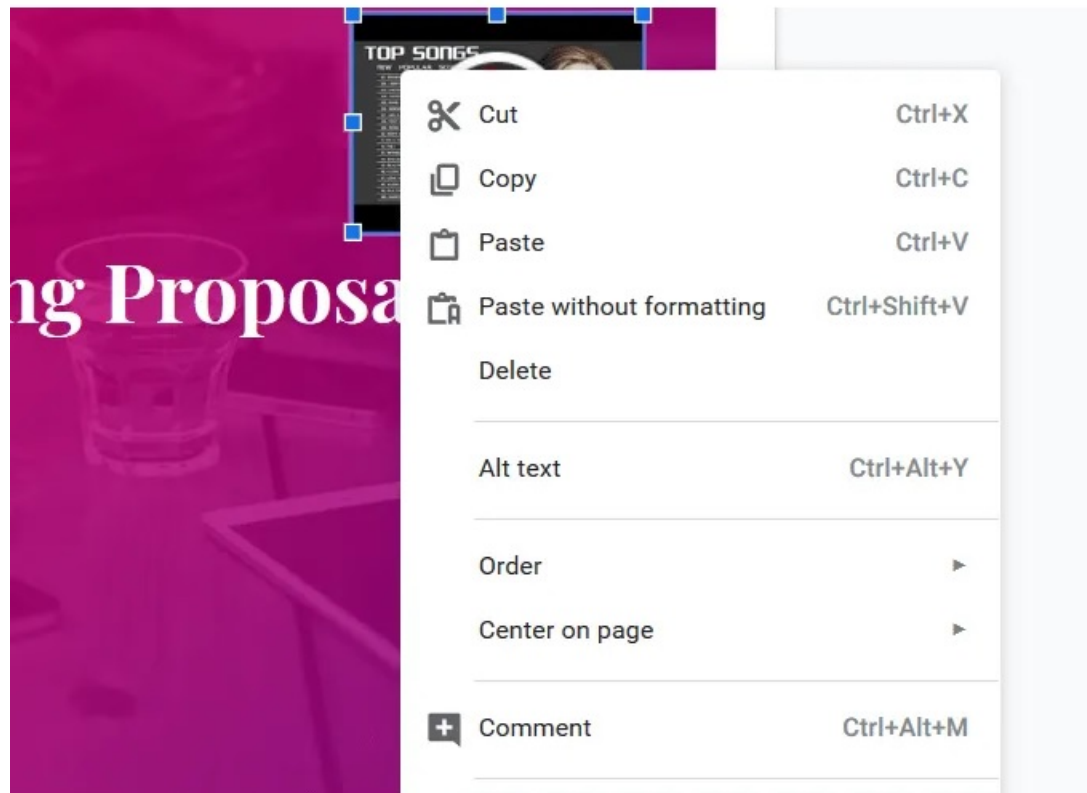 TOP SONGS
Cut Ctrl+X
Copy Ctrl+C
Paste Ctrl+V
ng Proposa
Paste without formatting Ctrl+Shift+V
Delete
Alt text Ctrl+Alt+Y
Order
Center on page
Comment Ctrl+Alt+M